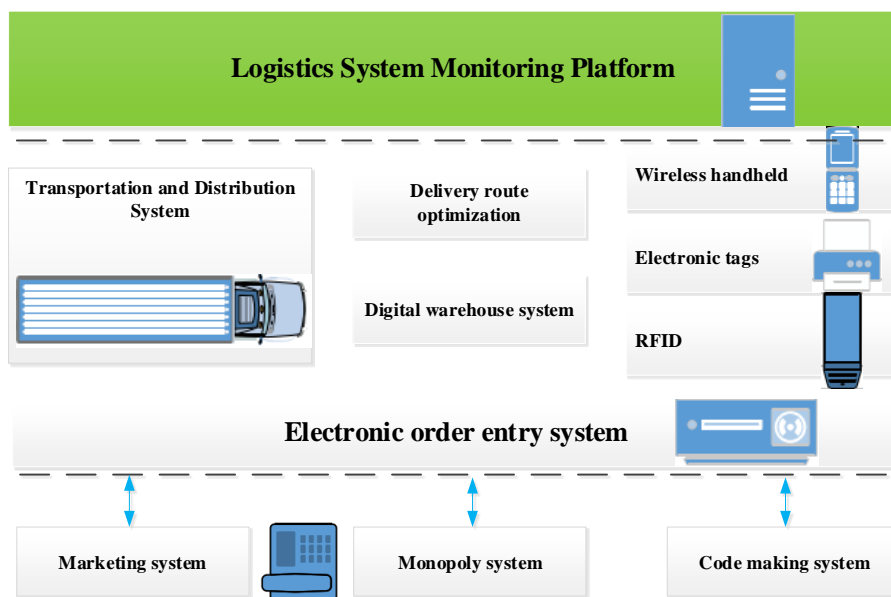 Logistics System Monitoring Platform
Transportation and Distribution
System
Delivery route
optimization
Digital warehouse system
Wireless handheld
Electronic tags
RFID
Electronic order entry system
Marketing system
Monopoly system
Code making system